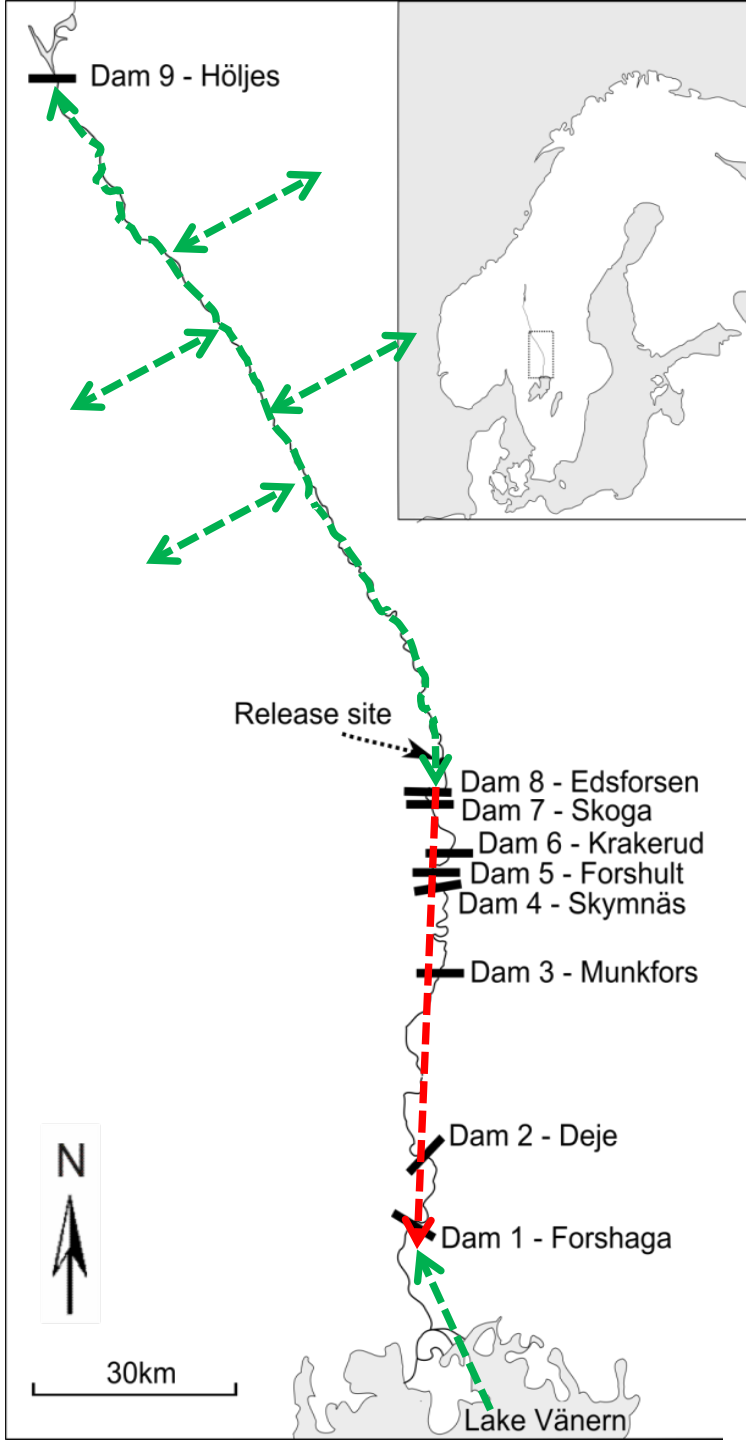 Dam 9 - Höljes
Release site
Dam 8 - Edsforsen
Dam 7 - Skoga
Dam 6 - Krakerud
Dam 5 - Forshult
Dam 4 - Skymnäs
Dam 3 - Munkfors
Dam 2 - Deje
N
Dam 1 - Forshaga
30km
Lake Vänern